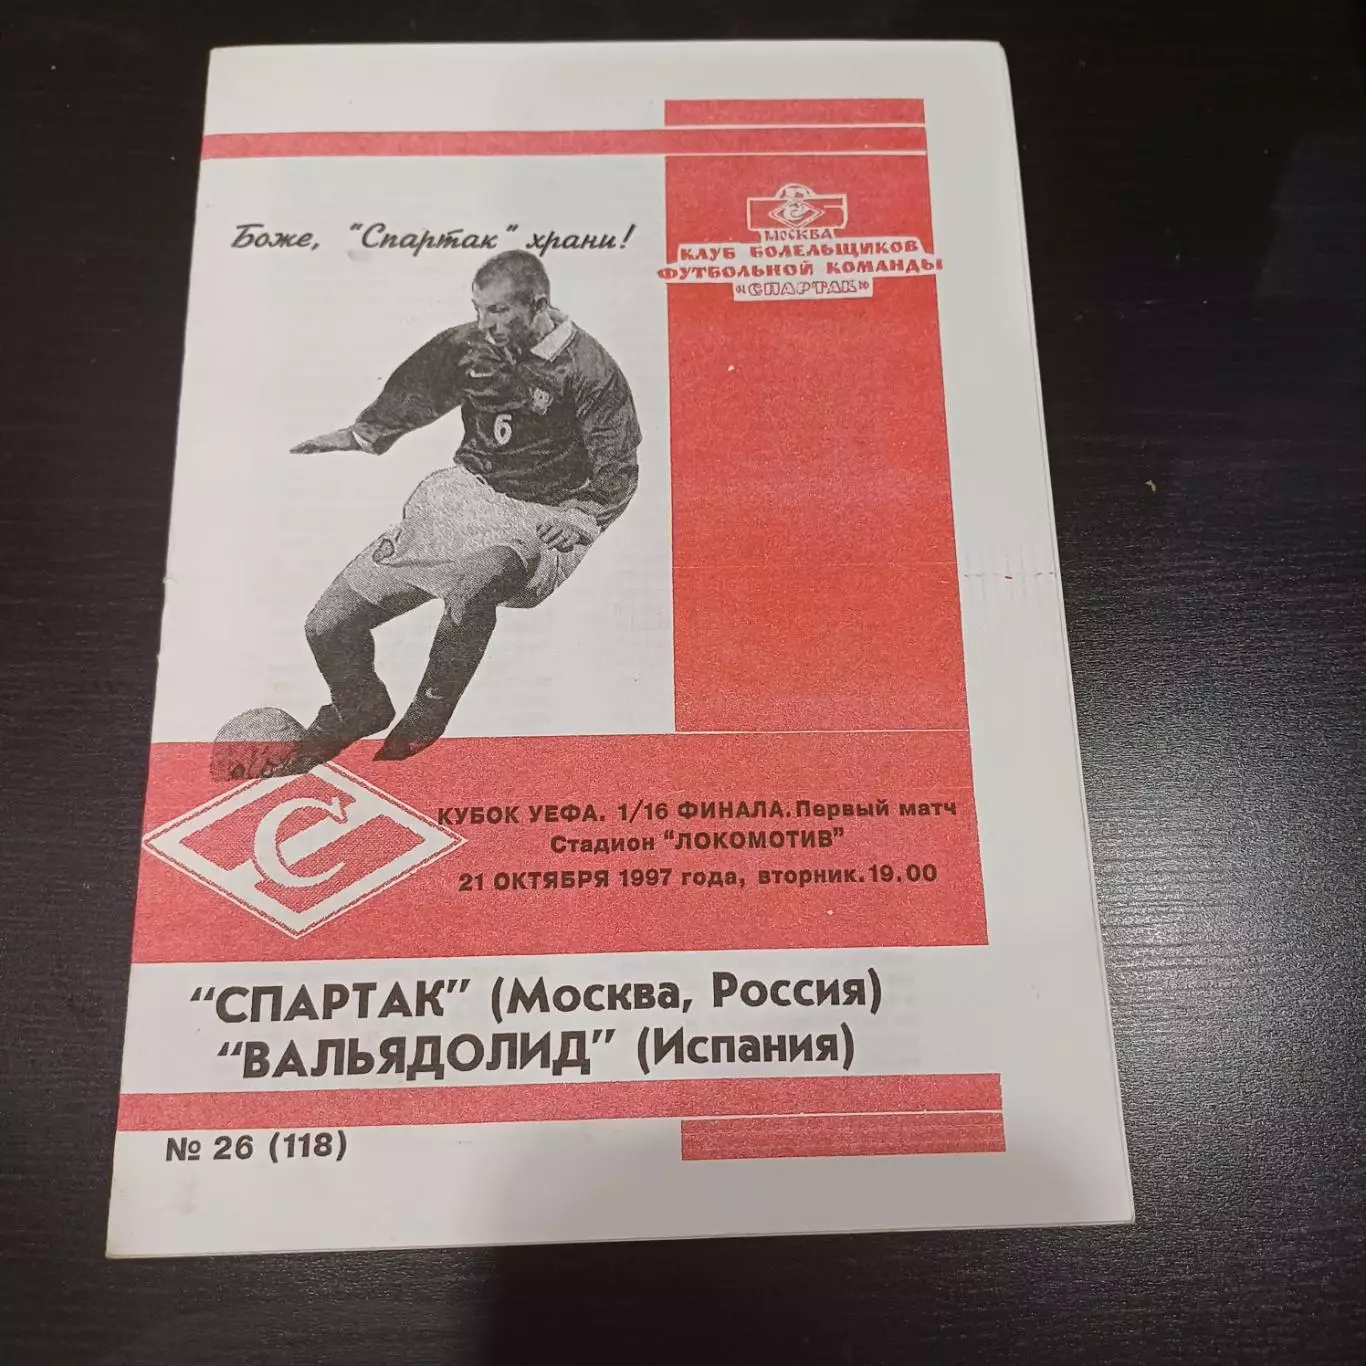 Боже, "Спартак" храни!
МОСКВА
КЛУБ БОЛЕЛЬЩИКОВ
ФУТБОЛЬНОЙ КОМАНДЫ
«СПАРТАК»
6
КУБОК УЕФА. 1/16 ФИНАЛА. Первый матч
Стадион "ЛОКОМОТИВ"
21 ОКТЯБРЯ 1997 года, вторник. 19.00
"СПАРТАК" (Москва, Россия)
"ВАЛЬЯДОЛИД" (Испания)
№ 26 (118)